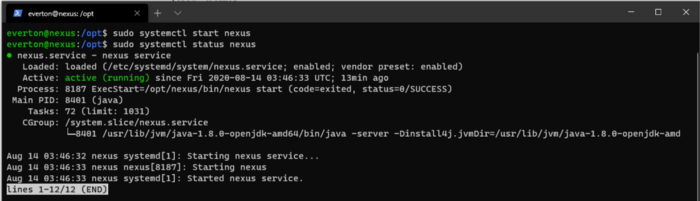 everton@nexus: /opt
everton@nexus:/opt$ sudo systemctl start nexus
everton@nexus:/opt$ sudo systemctl status nexus
● nexus.service - nexus service
Loaded: loaded (/etc/systemd/system/nexus.service; enabled; vendor preset: enabled)
Active: active (running) since Fri 2020-08-14 03:46:33 UTC; 13min ago
Process: 8187 ExecStart=/opt/nexus/bin/nexus start (code=exited, status=0/SUCCESS)
Main PID: 8401 (java)
Tasks: 72 (limit: 1031)
CGroup: /system.slice/nexus.service
└─8401 /usr/lib/jvm/java-1.8.0-openjdk-amd64/bin/java -server -Dinstall4j.jvmDir=/usr/lib/jvm/java-1.8.0-openjdk-amd
Aug 14 03:46:32 nexus systemd[1]: Starting nexus service...
Aug 14 03:46:33 nexus nexus[8187]: Starting nexus
Aug 14 03:46:33 nexus systemd[1]: Started nexus service.
lines 1-12/12 (END)